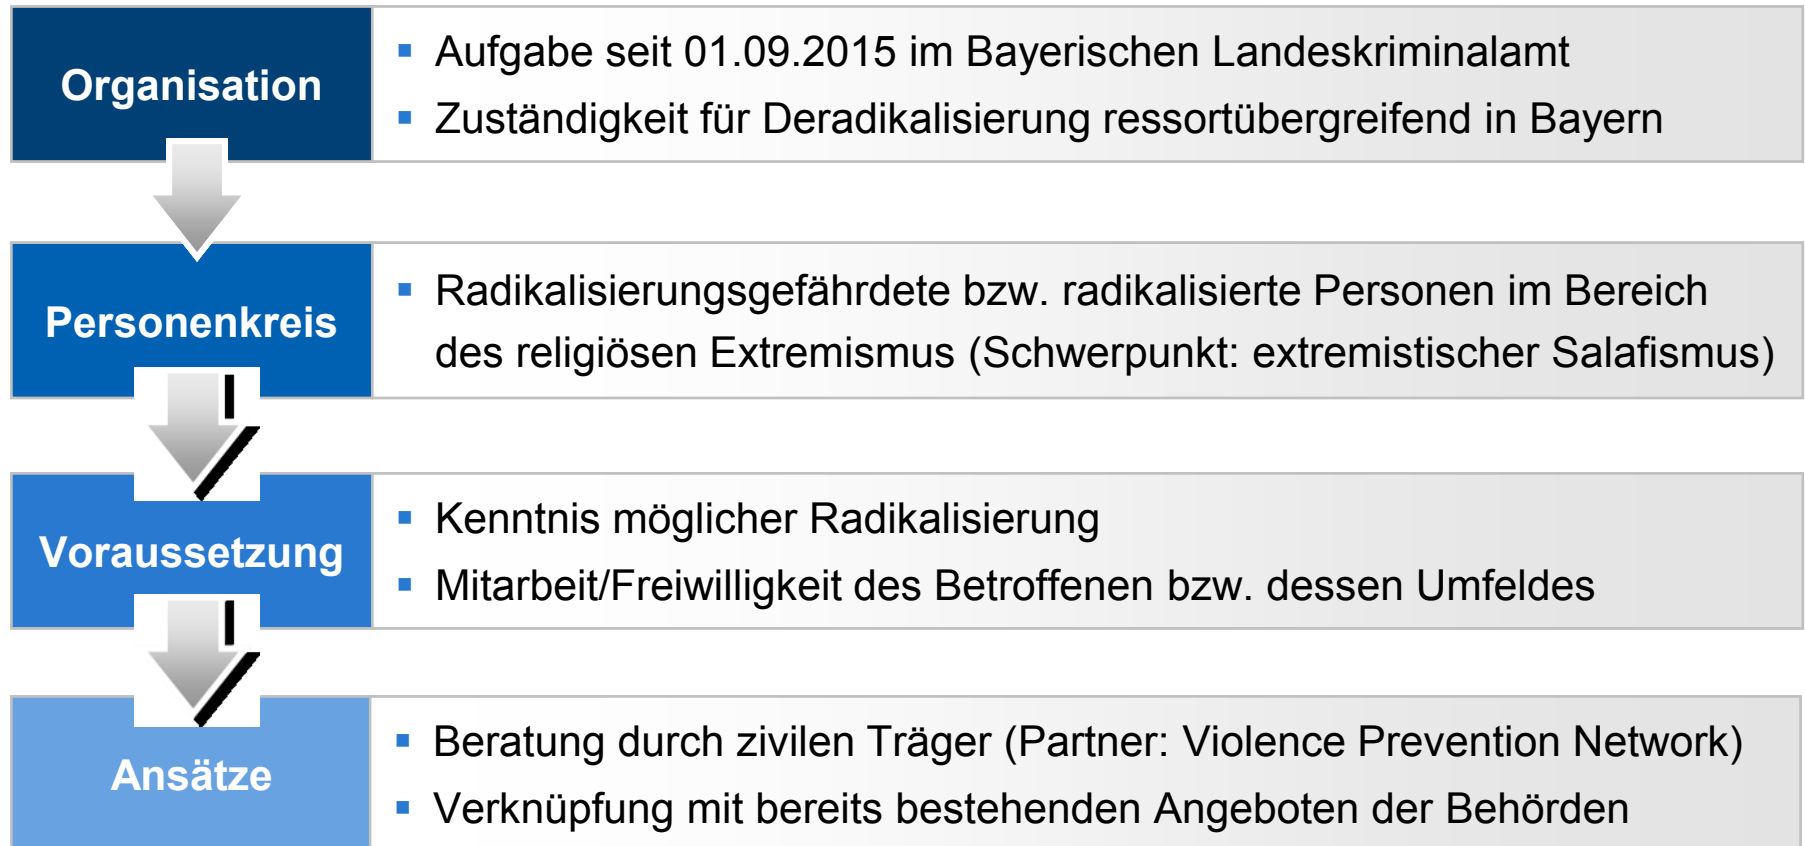 Organisation
Aufgabe seit 01.09.2015 im Bayerischen Landeskriminalamt
Zuständigkeit für Deradikalisierung ressortübergreifend in Bayern
Personenkreis
Radikalisierungsgefährdete bzw. radikalisierte Personen im Bereich
des religiösen Extremismus (Schwerpunkt: extremistischer Salafismus)
Voraussetzung
Kenntnis möglicher Radikalisierung
Mitarbeit/Freiwilligkeit des Betroffenen bzw. dessen Umfeldes
Ansätze
Beratung durch zivilen Träger (Partner: Violence Prevention Network)
Verknüpfung mit bereits bestehenden Angeboten der Behörden